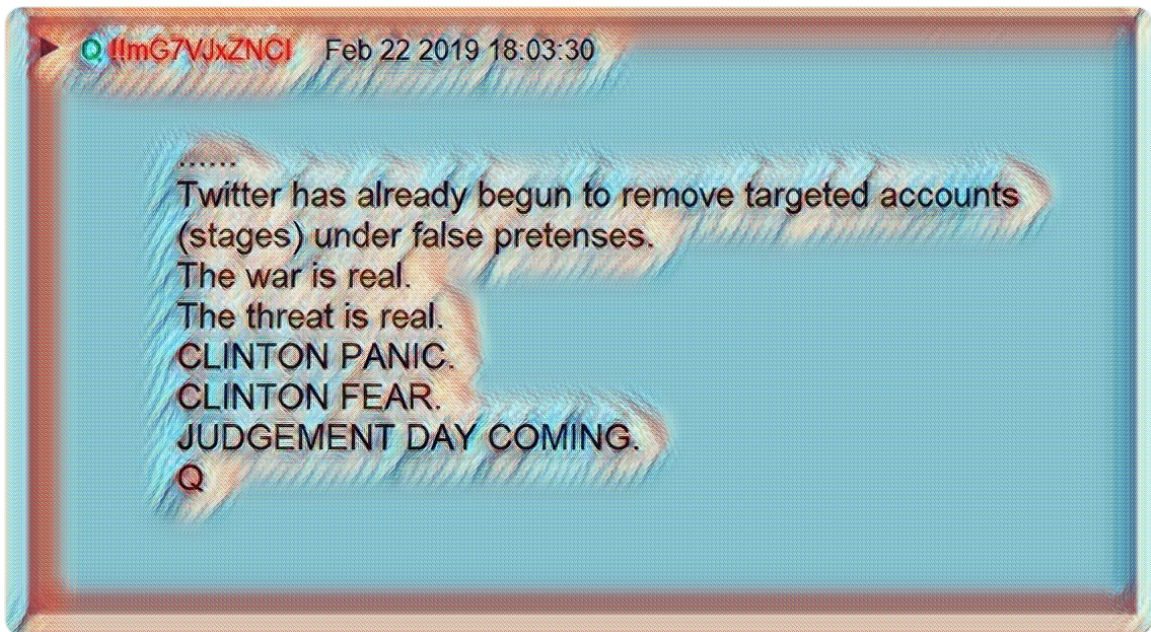 Q !!mG7VJxZNCI Feb 22 2019 18:03:30
......
Twitter has already begun to remove targeted accounts
(stages) under false pretenses.
The war is real.
The threat is real.
CLINTON PANIC.
CLINTON FEAR.
JUDGEMENT DAY COMING.
Q